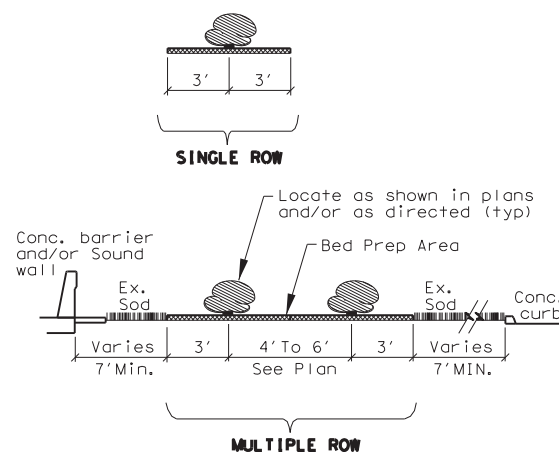 3' 3'
SINGLE ROW
Locate as shown in plans
and/or as directed (typ)
Conc. barrier
and/or Sound
wall
Bed Prep Area
Ex.
Sod
Ex.
Sod
Conc.
curb
Varies 3' 4' To 6' 3' Varies
7'Min. See Plan 7'MIN.
MULTIPLE ROW